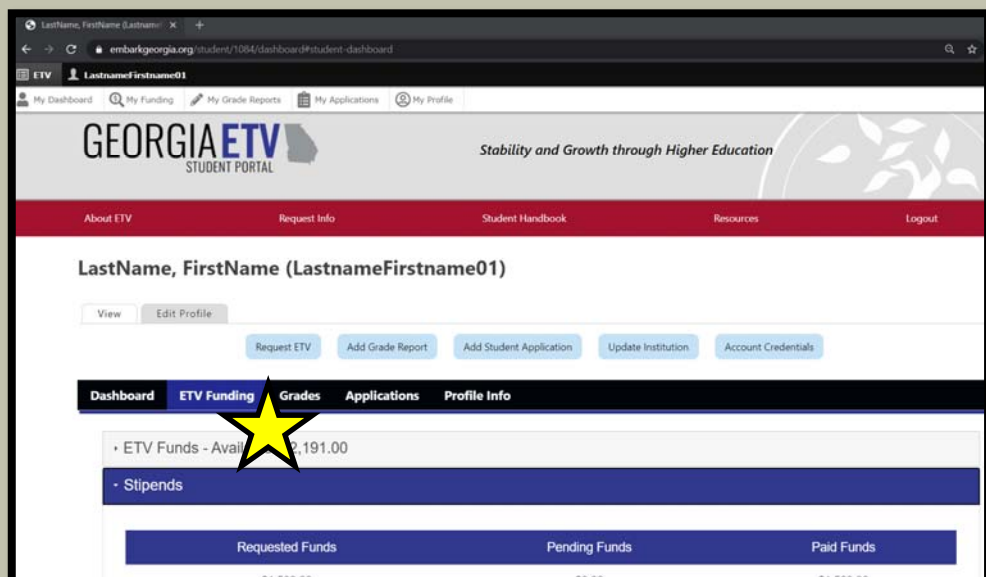 LastName, FirstName (Lastname
embarkgeorgia.org/student/1084/dashboard#student-dashboard
ETV LastnameFirstname01
My Dashboard My Funding My Grade Reports My Applications My Profile
GEORGIA ETV
STUDENT PORTAL
Stability and Growth through Higher Education
About ETV Request Info Student Handbook Resources Logout
LastName, FirstName (LastnameFirstname01)
View Edit Profile
Request ETV Add Grade Report Add Student Application Update Institution Account Credentials
Dashboard ETV Funding Grades Applications Profile Info
ETV Funds - Avail 2,191.00
Stipends
Requested Funds Pending Funds Paid Funds